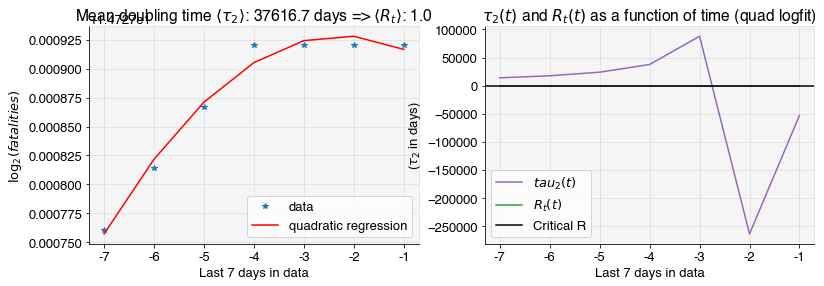 Mean doubling time ⟨τ₂⟩: 37616.7 days => ⟨Rₜ⟩: 1.0
0.000925
0.000900
0.000875
0.000850
0.000825
0.000800
0.000775
0.000750
log₂(fatalities)
data
quadratic regression
-7 -6 -5 -4 -3 -2 -1
Last 7 days in data
τ₂(t) and Rₜ(t) as a function of time (quad logfit)
100000
50000
0
−50000
−100000
−150000
−200000
−250000
(τ₂ in days)
tau₂(t)
Rₜ(t)
Critical R
-7 -6 -5 -4 -3 -2 -1
Last 7 days in data